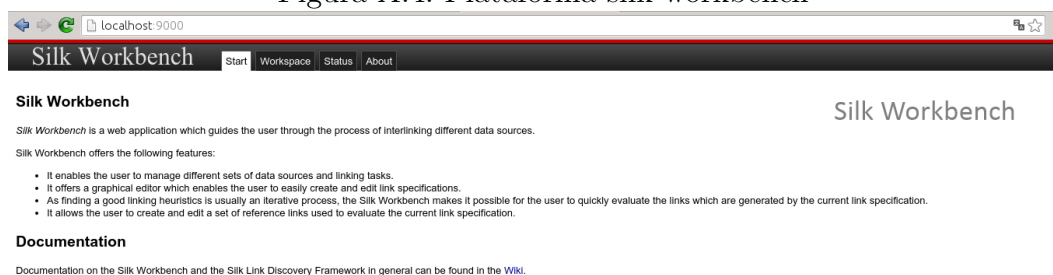 Figura A.4: Plataforma silk workbench
localhost:9000
Silk Workbench Start Workspace Status About
Silk Workbench
Silk Workbench
Silk Workbench is a web application which guides the user through the process of interlinking different data sources.
Silk Workbench offers the following features:
It enables the user to manage different sets of data sources and linking tasks.
It offers a graphical editor which enables the user to easily create and edit link specifications.
As finding a good linking heuristics is usually an iterative process, the Silk Workbench makes it possible for the user to quickly evaluate the links which are generated by the current link specification.
It allows the user to create and edit a set of reference links used to evaluate the current link specification.
Documentation
Documentation on the Silk Workbench and the Silk Link Discovery Framework in general can be found in the Wiki.